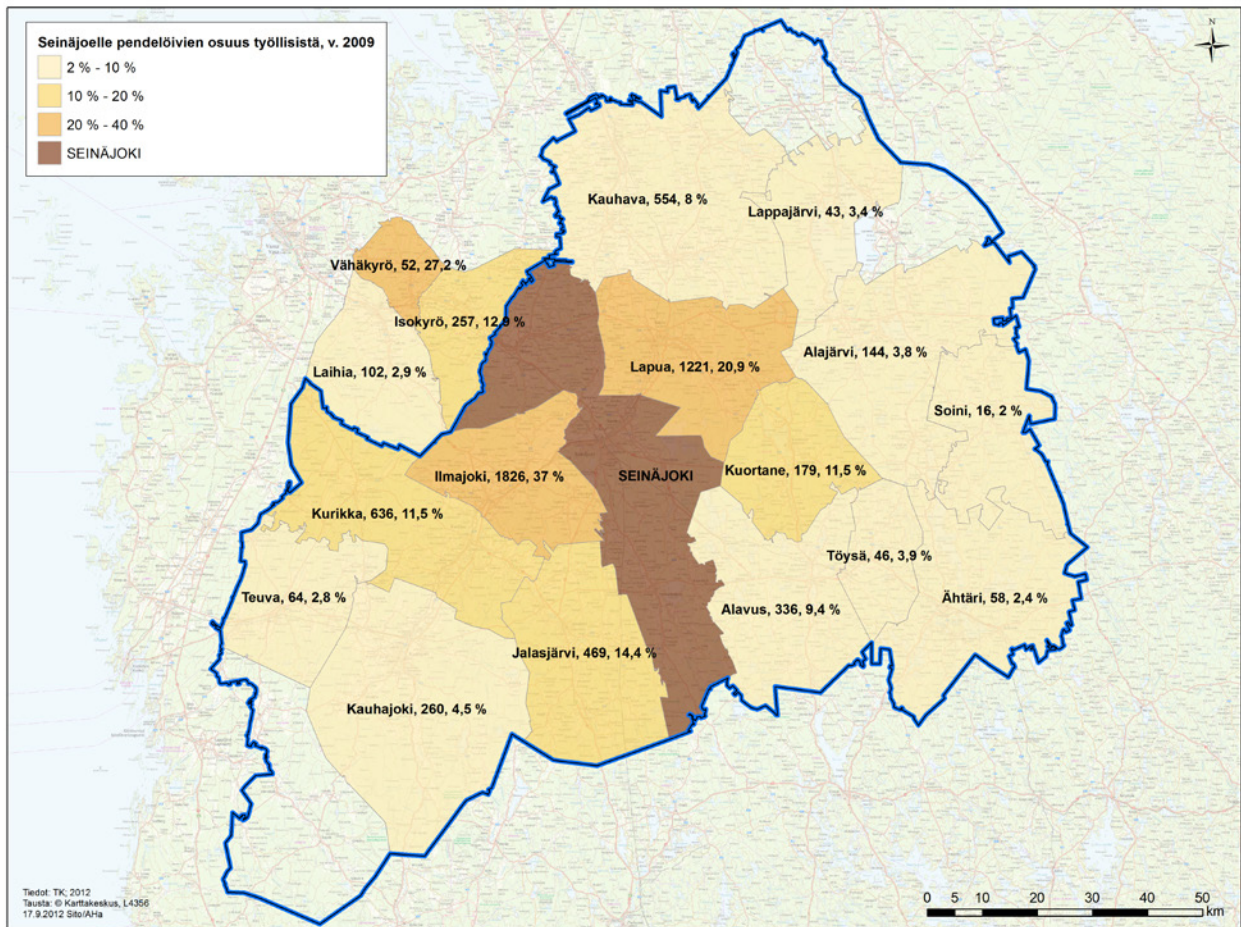 Seinäjoelle pendelöivien osuus työllisistä, v. 2009
2 % - 10 %
10 % - 20 %
20 % - 40 %
SEINÄJOKI
N
Kauhava, 554, 8 %
Lappajärvi, 43, 3,4 %
Vähäkyrö, 52, 27,2 %
Isokyrö, 257, 12,9 %
Laihia, 102, 2,9 %
Lapua, 1221, 20,9 %
Alajärvi, 144, 3,8 %
Soini, 16, 2 %
Ilmajoki, 1826, 37 %
SEINÄJOKI
Kuortane, 179, 11,5 %
Kurikka, 636, 11,5 %
Töysä, 46, 3,9 %
Teuva, 64, 2,8 %
Alavus, 336, 9,4 %
Ähtäri, 58, 2,4 %
Jalasjärvi, 469, 14,4 %
Kauhajoki, 260, 4,5 %
Tiedot: TK; 2012
Tausta: © Karttakeskus, L4356
17.9.2012 Sito/AHa
0 5 10 20 30 40 50
km